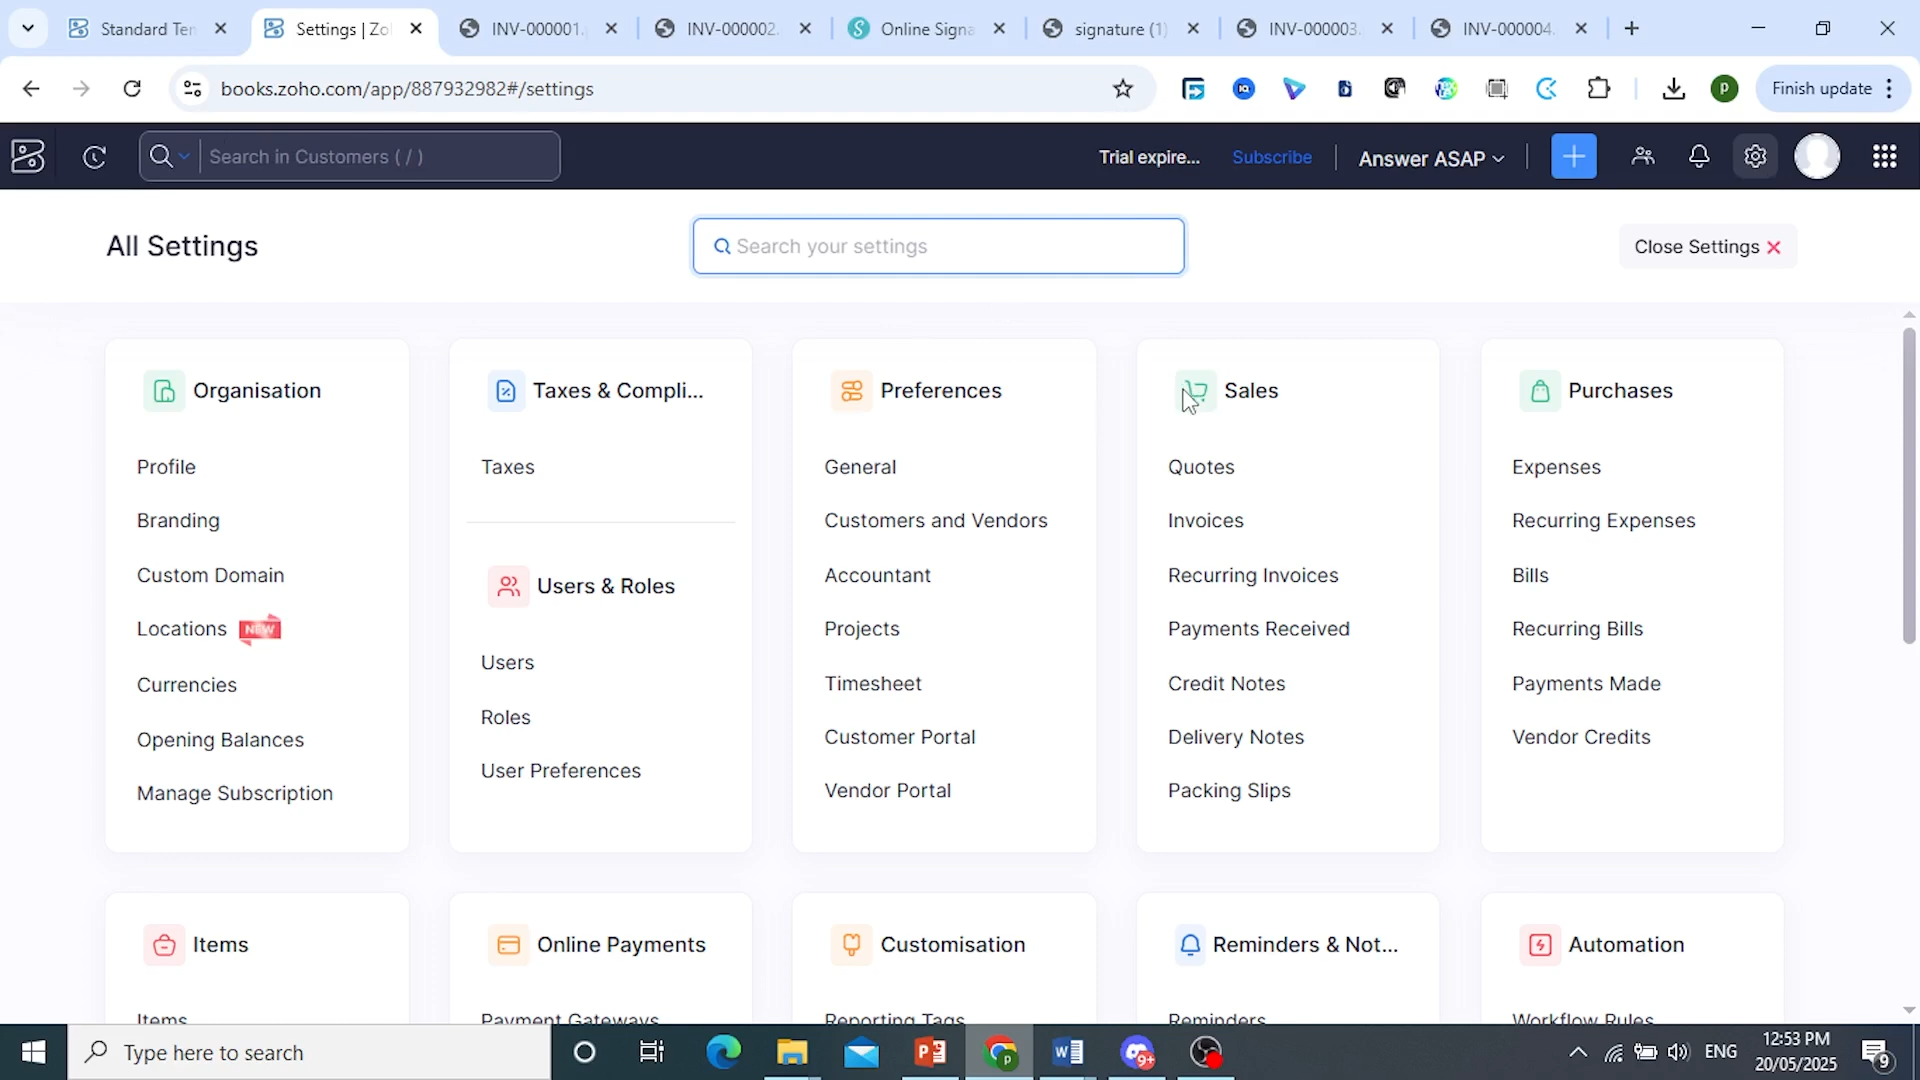 Standard Ten
Settings | Zo
INV-000001.
INV-000002.
Online Signa
signature (1)
INV-000003.
INV-000004.
books.zoho.com/app/887932982#/settings
Finish update
Search in Customers ( / )
Trial expire...
Subscribe
Answer ASAP
All Settings
Search your settings
Close Settings
Organisation
Profile
Branding
Custom Domain
Locations NEW
Currencies
Opening Balances
Manage Subscription
Taxes & Compli...
Taxes
Users & Roles
Users
Roles
User Preferences
Preferences
General
Customers and Vendors
Accountant
Projects
Timesheet
Customer Portal
Vendor Portal
Sales
Quotes
Invoices
Recurring Invoices
Payments Received
Credit Notes
Delivery Notes
Packing Slips
Purchases
Expenses
Recurring Expenses
Bills
Recurring Bills
Payments Made
Vendor Credits
Items
Items
Online Payments
Payment Gateways
Customisation
Reporting Tags
Reminders & Not...
Reminders
Automation
Workflow Rules
Type here to search
9+
ENG
12:53 PM
20/05/2025
9